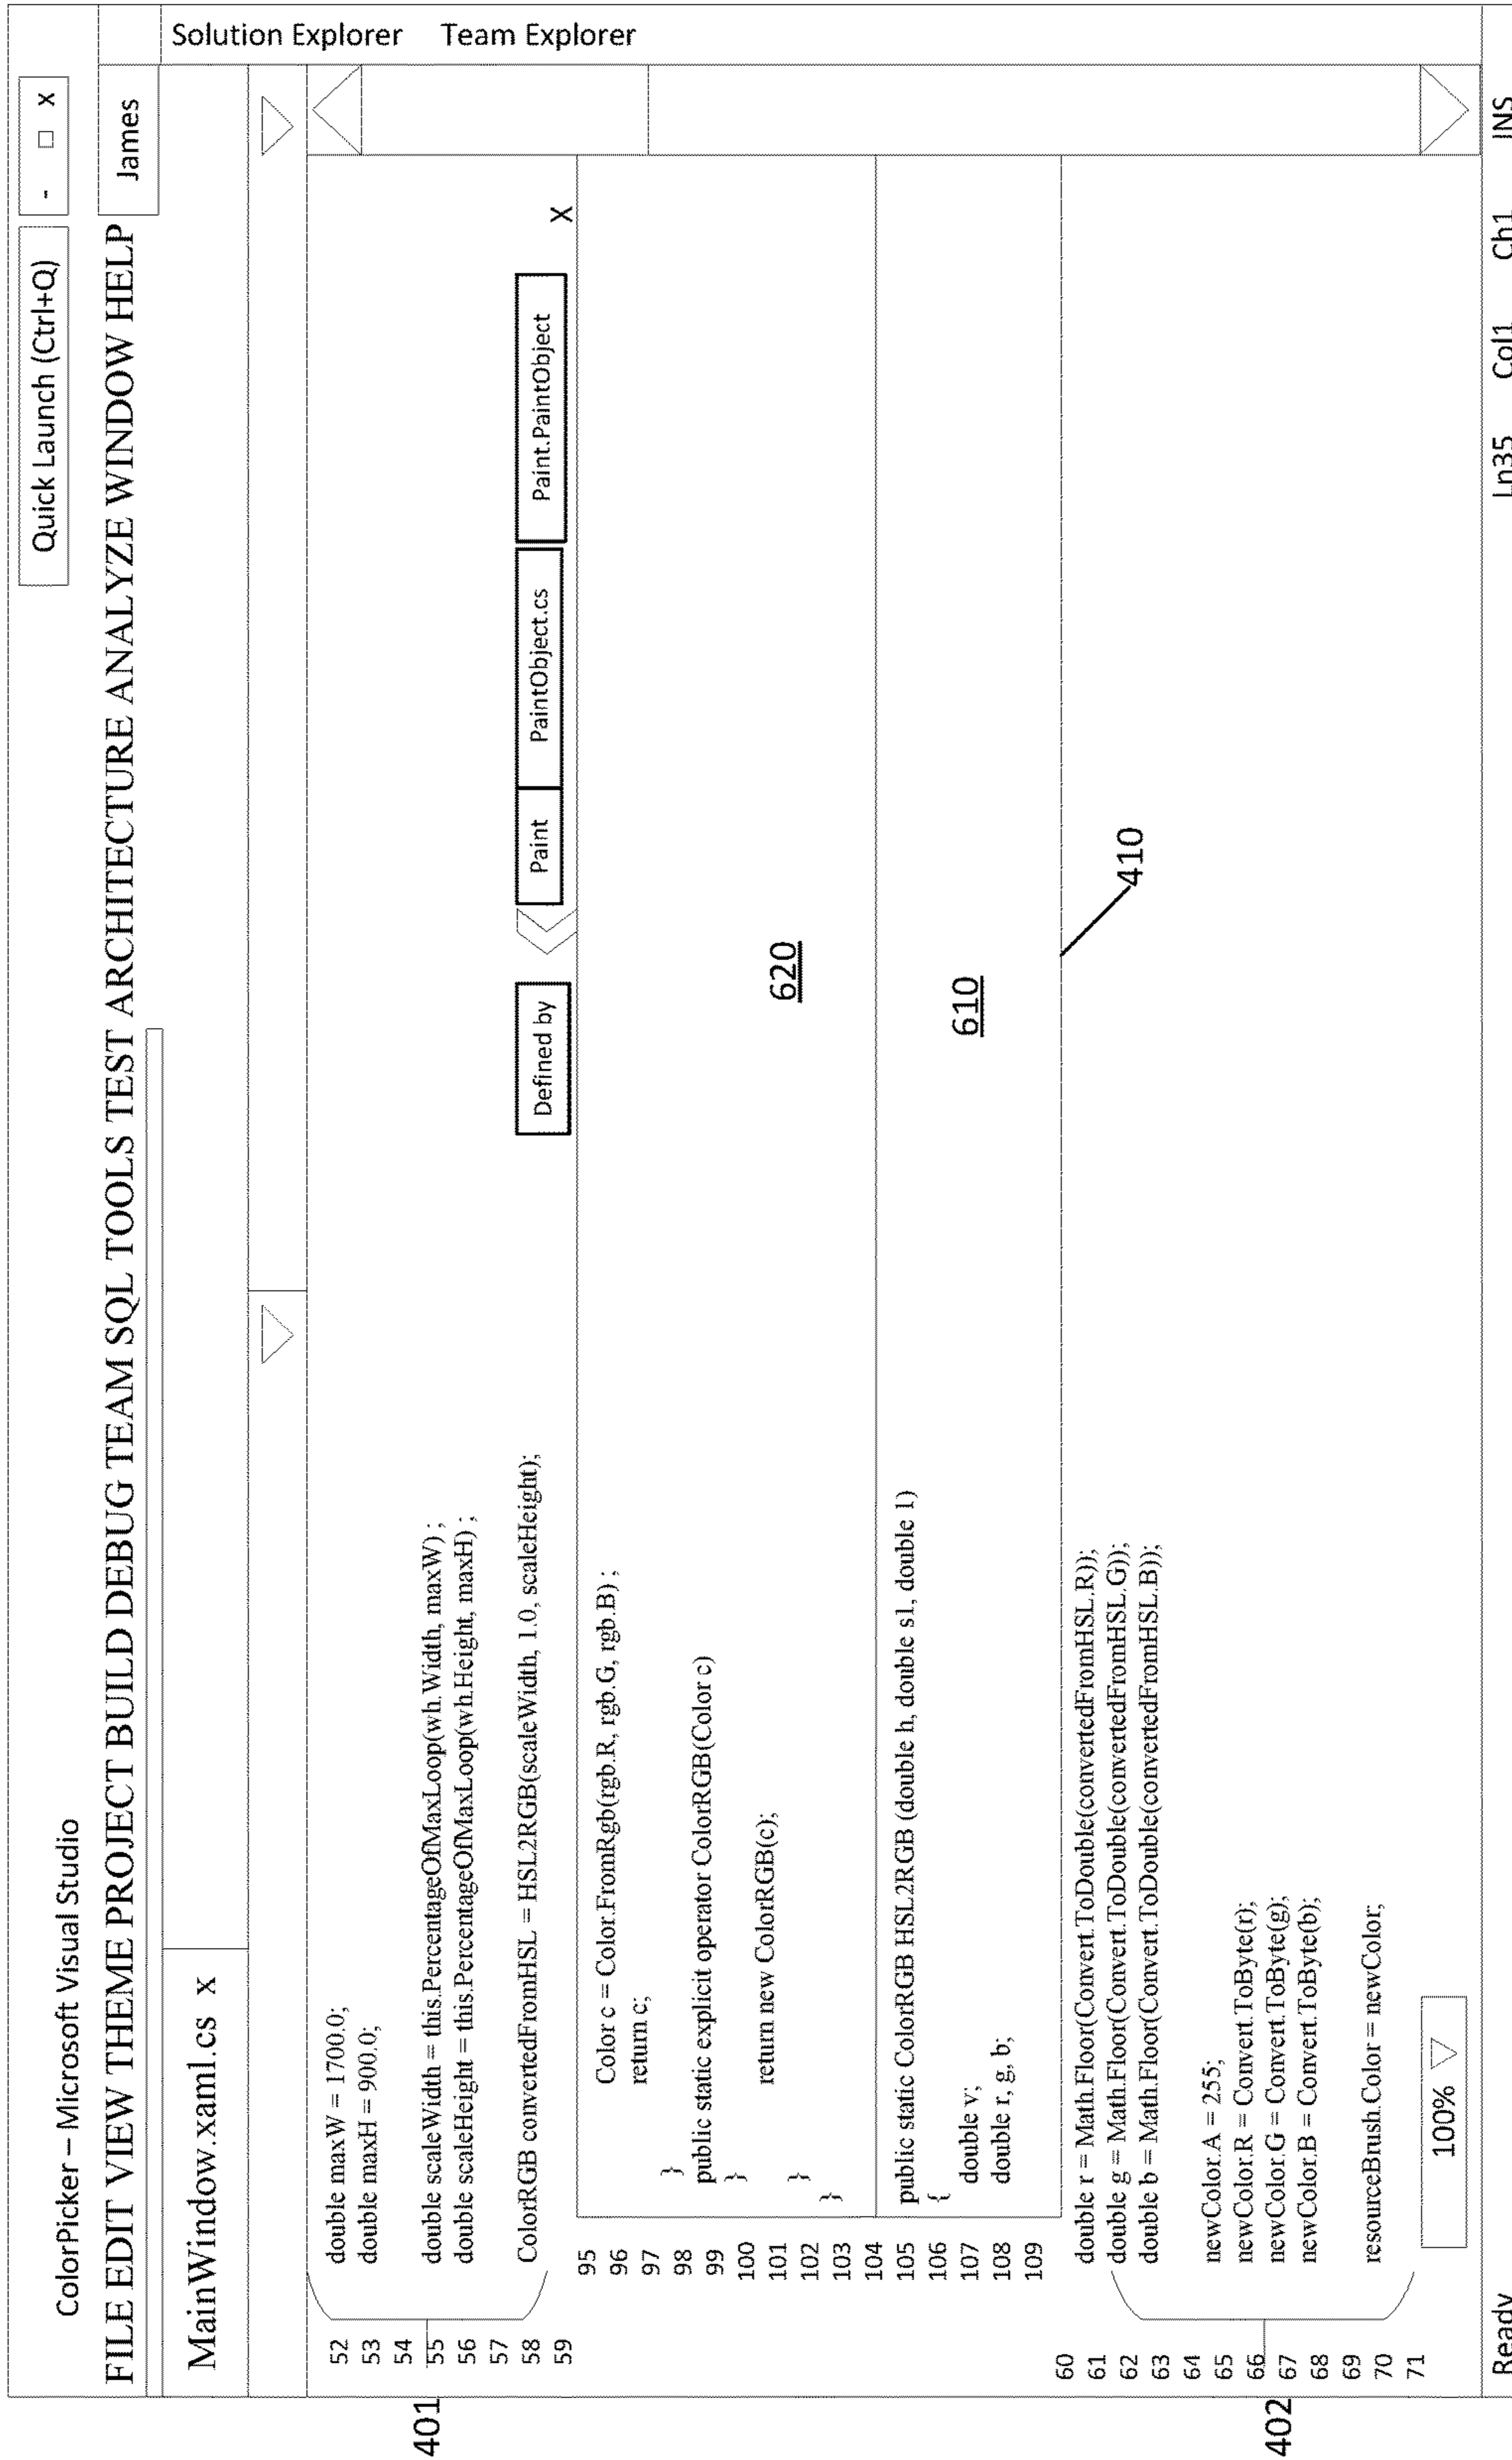 ColorPicker – Microsoft Visual Studio
Quick Launch (Ctrl+Q)
- □ X
FILE EDIT VIEW THEME PROJECT BUILD DEBUG TEAM SQL TOOLS TEST ARCHITECTURE ANALYZE WINDOW HELP
James
MainWindow.xaml.cs x
Solution Explorer
Team Explorer
401
52 double maxW = 1700.0;
53 double maxH = 900.0;
54
55 double scaleWidth = this.PercentageOfMaxLoop(wh.Width, maxW) ;
56 double scaleHeight = this.PercentageOfMaxLoop(wh.Height, maxH) ;
57
58 ColorRGB convertedFromHSL = HSL2RGB(scaleWidth, 1.0, scaleHeight);
59
Defined by
Paint
PaintObject.cs
Paint.PaintObject
X
95 Color c = Color.FromRgb(rgb.R, rgb.G, rgb.B) ;
96 return c;
97 }
98 public static explicit operator ColorRGB(Color c)
99 }
100 return new ColorRGB(c);
101 }
102 }
103
104
105 public static ColorRGB HSL2RGB (double h, double s1, double 1)
106 {
107 double v;
108 double r, g, b;
109
620
610
410
60 double r = Math.Floor(Convert.ToDouble(convertedFromHSL.R));
61 double g = Math.Floor(Convert.ToDouble(convertedFromHSL.G));
62 double b = Math.Floor(Convert.ToDouble(convertedFromHSL.B));
63
64 newColor.A = 255;
65 newColor.R = Convert.ToByte(r);
66 newColor.G = Convert.ToByte(g);
67 newColor.B = Convert.ToByte(b);
68
69 resourceBrush.Color = newColor;
70
71
402
100%
Ready
Ln35 Col1 Ch1 INS